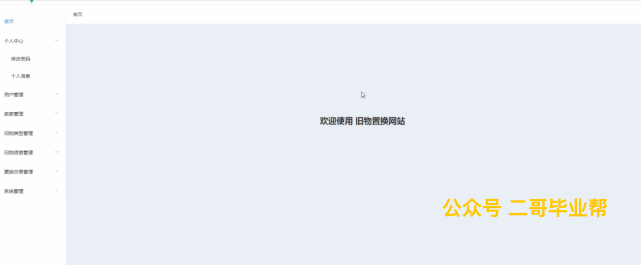 首页
首页
个人中心
修改密码
个人信息
用户管理
卖家管理
旧物类型管理
旧物信息管理
置换交易管理
系统管理
欢迎使用 旧物置换网站
公众号 二哥毕业帮